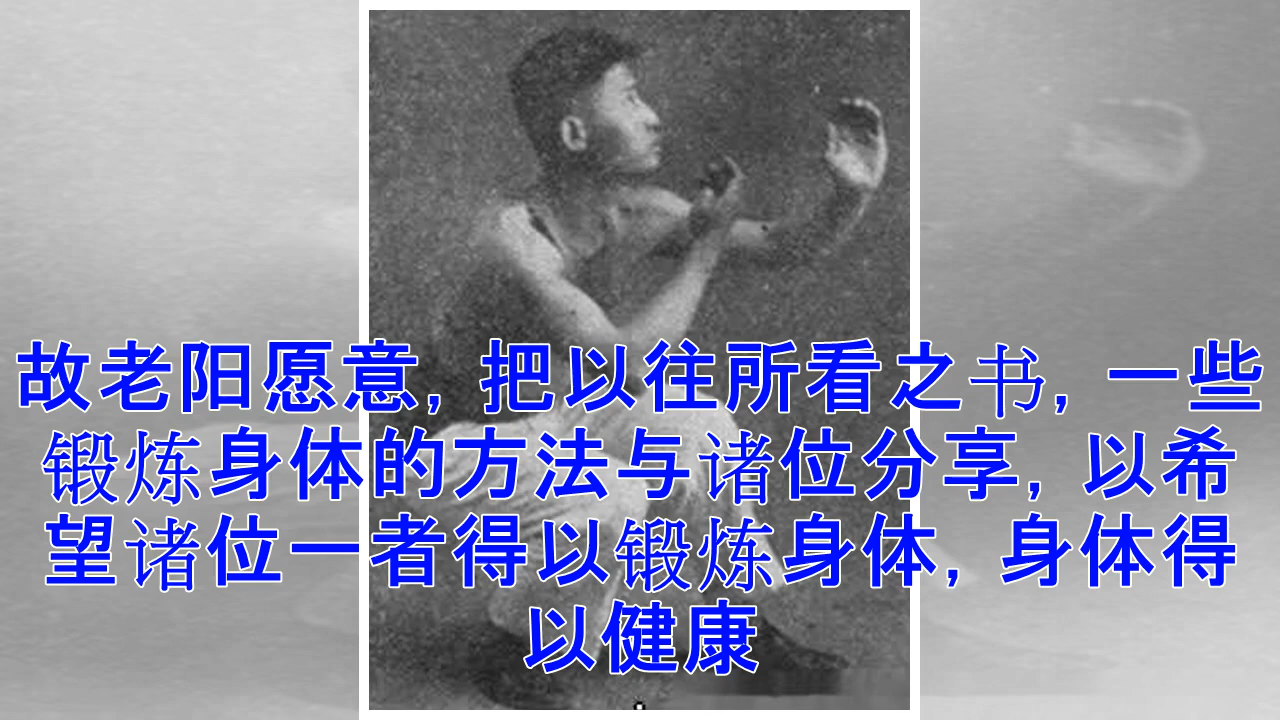 故老阳愿意, 把以往所看之书, 一些
锻炼身体的方法与诸位分享, 以希
望诸位一者得以锻炼身体, 身体得
以健康